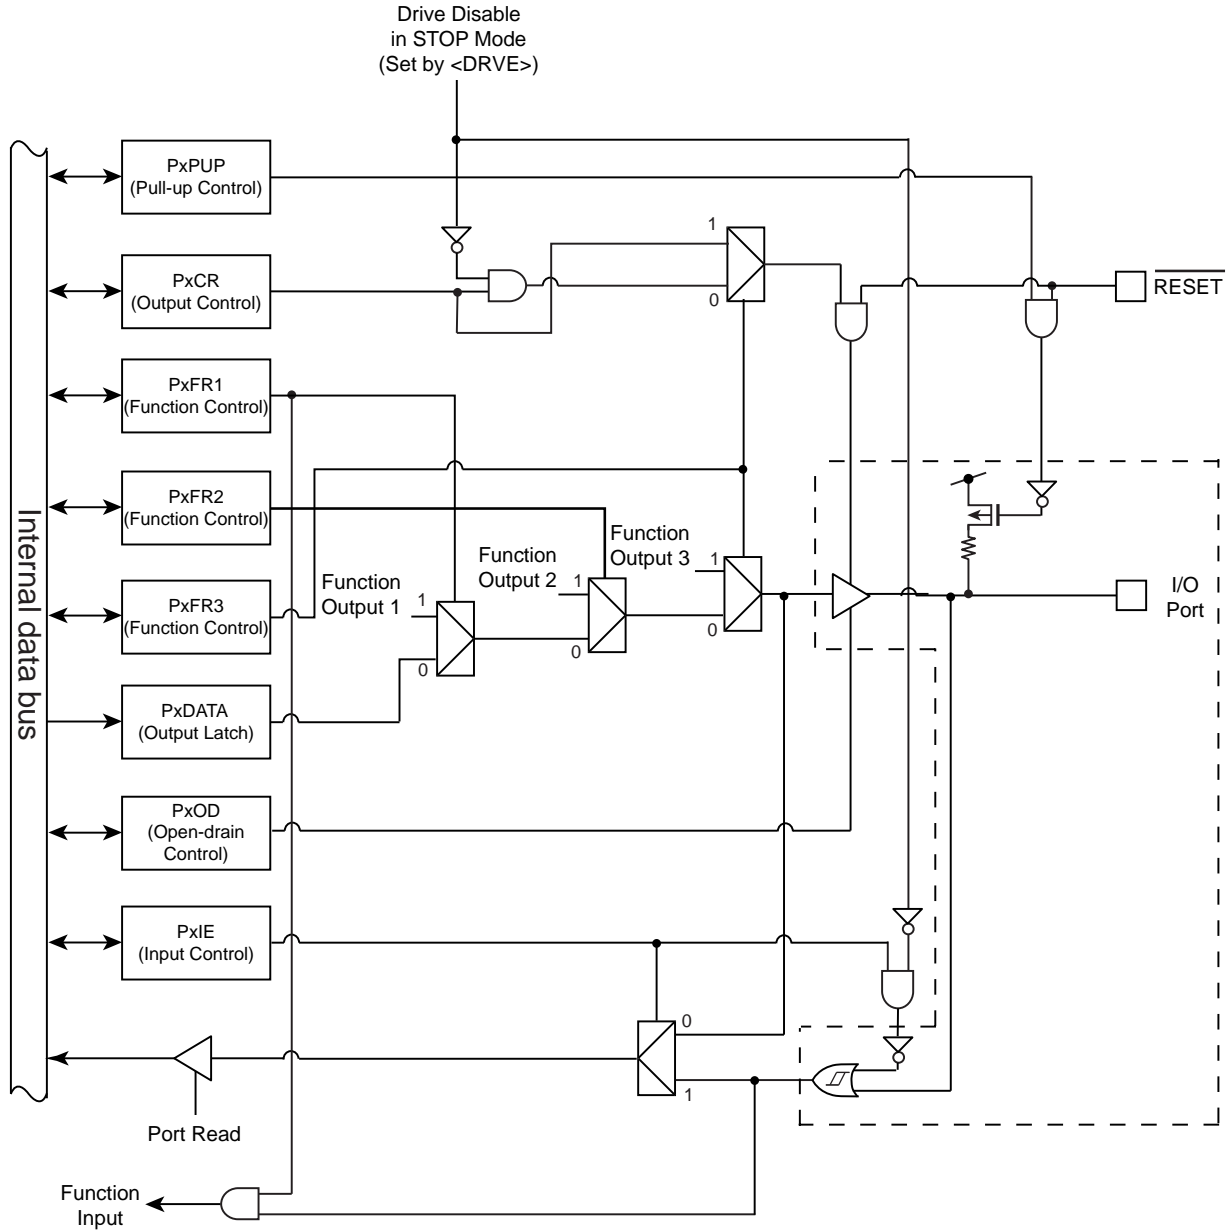 Drive Disable
in STOP Mode
(Set by <DRVE>)
PxPUP
(Pull-up Control)
1
PxCR
(Output Control)
0
RESET
PxFR1
(Function Control)
PxFR2
(Function Control)
Internal data bus
Function
Output 3
1
Function
Output 2
1
Function
Output 1
1
PxFR3
(Function Control)
I/O
Port
0
0
0
PxDATA
(Output Latch)
PxOD
(Open-drain
Control)
PxIE
(Input Control)
0
1
Port Read
Function
Input